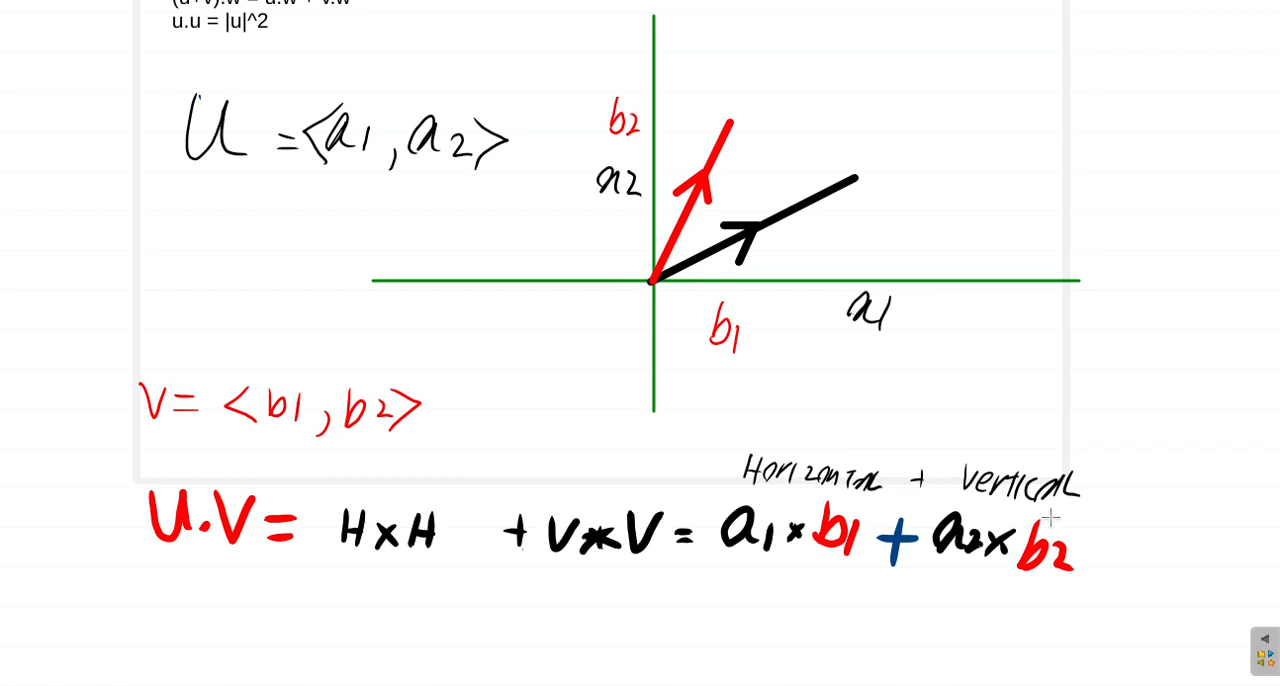 (u+v).w = u.w + v.w
u.u = |u|^2
U = <a1, a2>
b2
a2
b1
a1
V = <b1, b2>
Horizontal + Vertical
U.V = H x H + V * V = a1 x b1 + a2 x b2